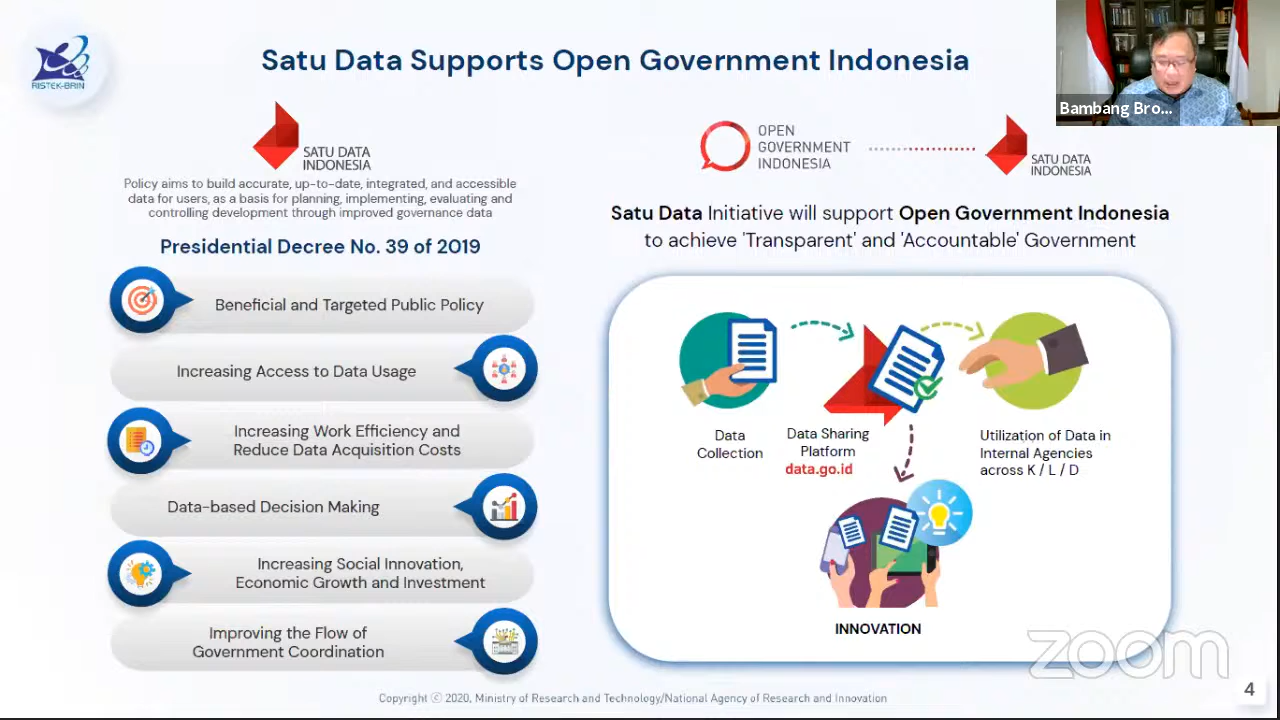 RISTEK-BRIN
Satu Data Supports Open Government Indonesia
Bambang Bro...
SATU DATA
INDONESIA
Policy aims to build accurate, up-to-date, integrated, and accessible
data for users, as a basis for planning, implementing, evaluating and
controlling development through improved governance data
Presidential Decree No. 39 of 2019
Beneficial and Targeted Public Policy
Increasing Access to Data Usage
Increasing Work Efficiency and
Reduce Data Acquisition Costs
Data-based Decision Making
Increasing Social Innovation,
Economic Growth and Investment
Improving the Flow of
Government Coordination
OPEN
GOVERNMENT
INDONESIA
SATU DATA
INDONESIA
Satu Data Initiative will support Open Government Indonesia
to achieve 'Transparent' and 'Accountable' Government
Data
Collection
Data Sharing
Platform
data.go.id
Utilization of Data in
Internal Agencies
across K / L / D
INNOVATION
zoom
Copyright ⓒ 2020, Ministry of Research and Technology/National Agency of Research and Innovation
4